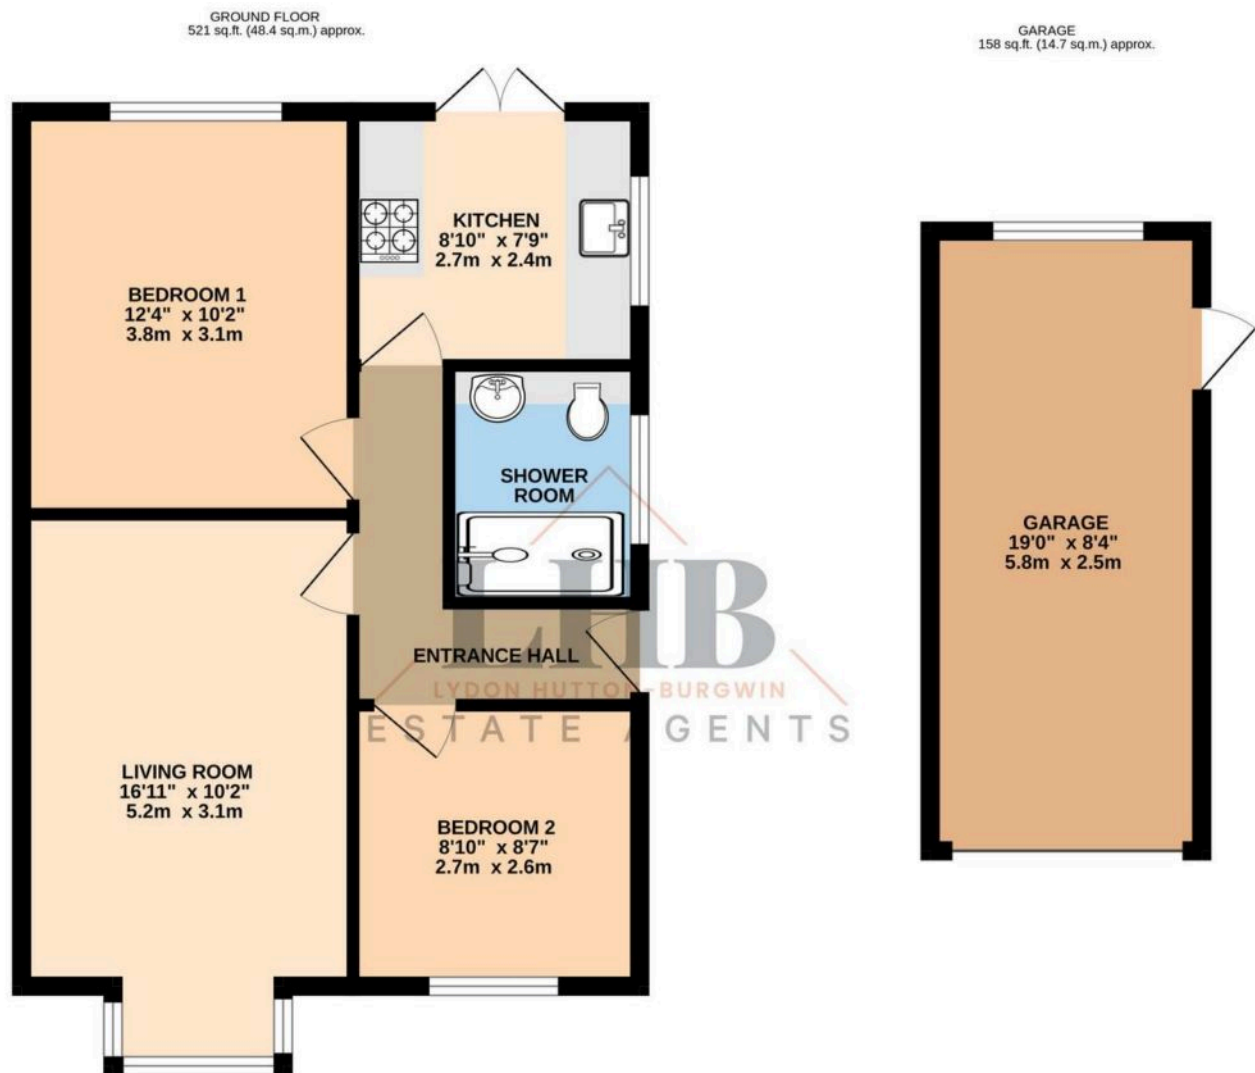 GROUND FLOOR
521 sq.ft. (48.4 sq.m.) approx.
GARAGE
158 sq.ft. (14.7 sq.m.) approx.
KITCHEN
8'10" x 7'9"
2.7m x 2.4m
BEDROOM 1
12'4" x 10'2"
3.8m x 3.1m
SHOWER
ROOM
GARAGE
19'0" x 8'4"
5.8m x 2.5m
LHB
ENTRANCE HALL
LYDON HUTTON-BURGWIN
ESTATE AGENTS
LIVING ROOM
16'11" x 10'2"
5.2m x 3.1m
BEDROOM 2
8'10" x 8'7"
2.7m x 2.6m